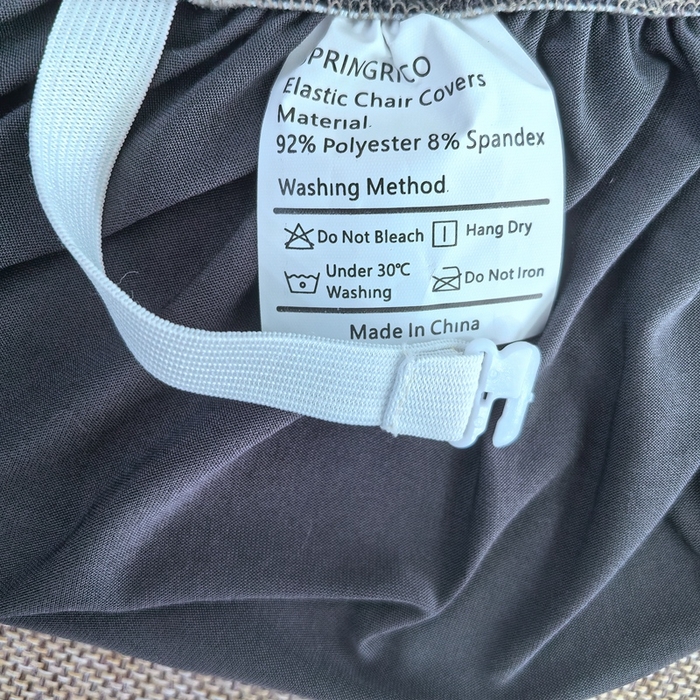 SPRINGRICO
Elastic Chair Covers
Material.
92% Polyester 8% Spandex
Washing Method.
Do Not Bleach Hang Dry
Under 30℃ Washing Do Not Iron
Made In China